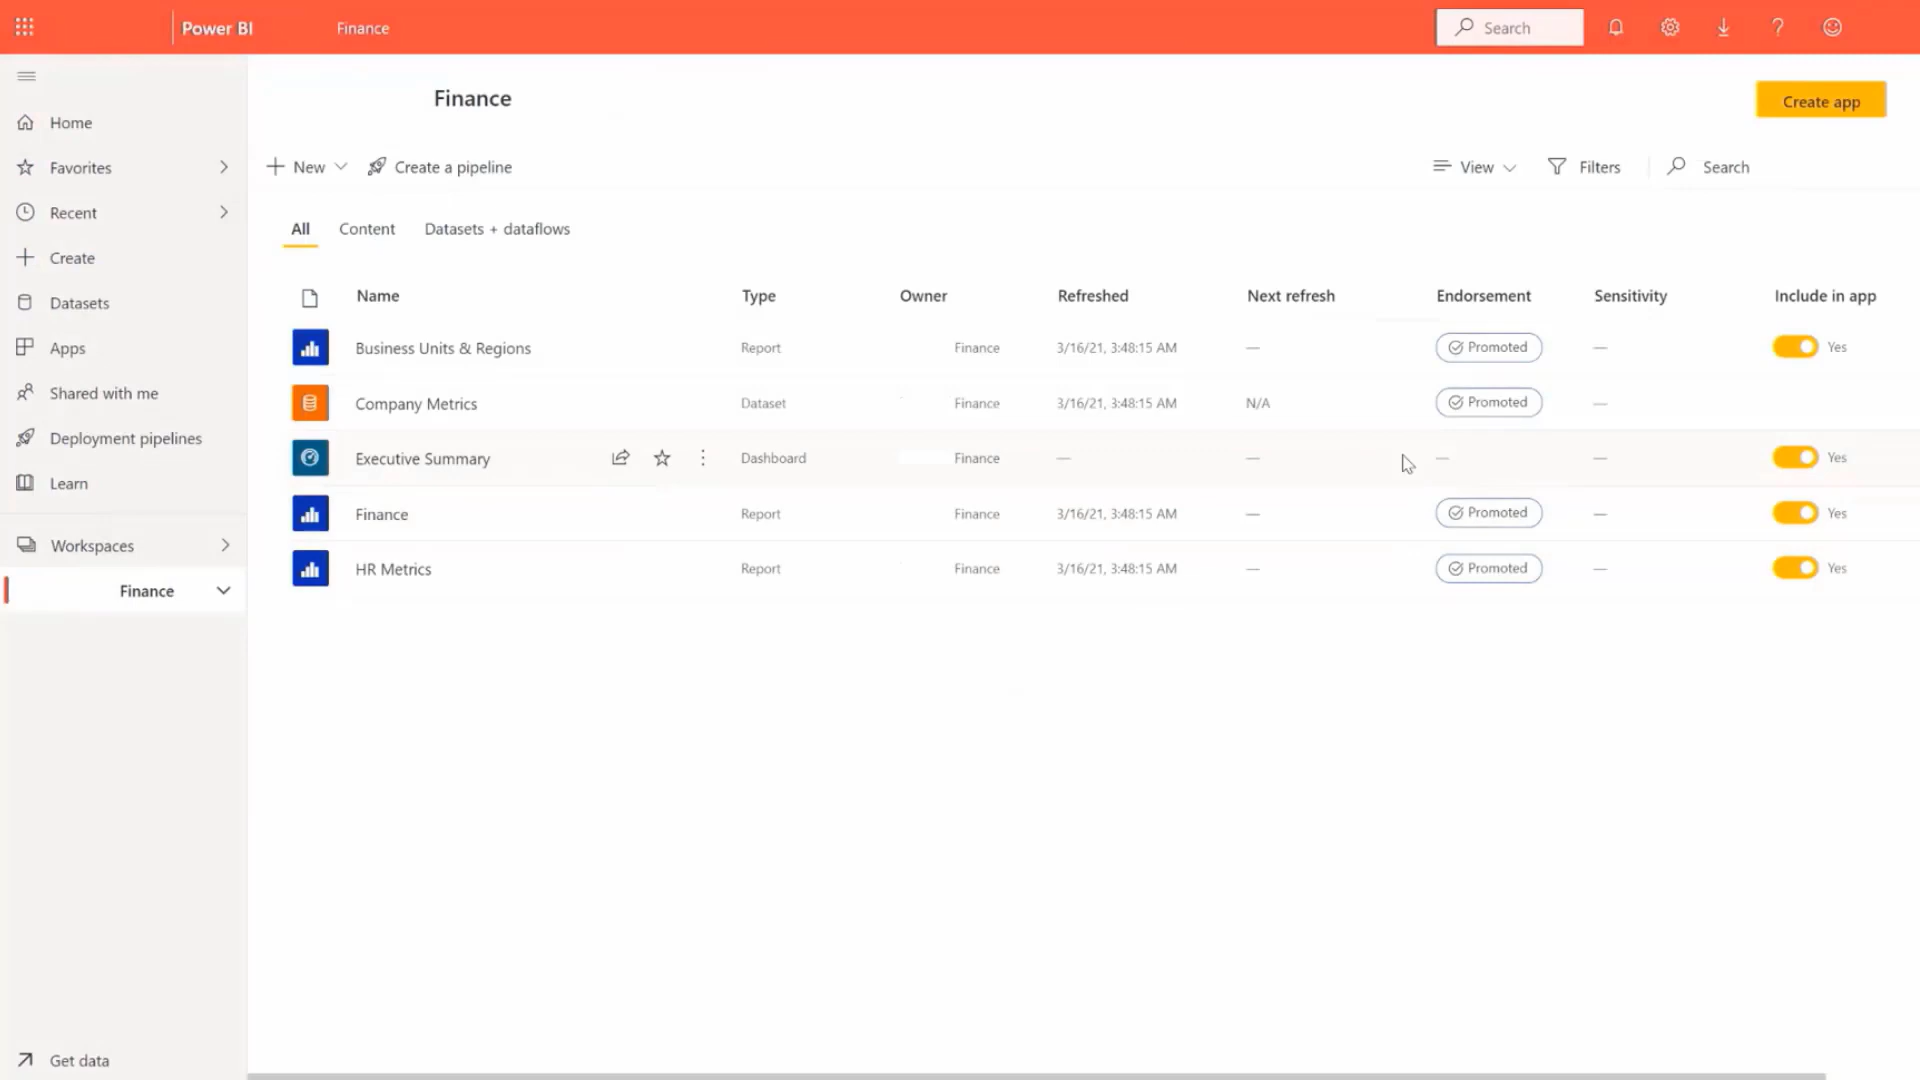 Power BI
Finance
Search
Finance
Create app
New
Create a pipeline
View
Filters
Search
All
Content
Datasets + dataflows
Name
Type
Owner
Refreshed
Next refresh
Endorsement
Sensitivity
Include in app
Business Units & Regions
Report
Finance
3/16/21, 3:48:15 AM
—
Promoted
—
Yes
Company Metrics
Dataset
Finance
3/16/21, 3:48:15 AM
N/A
Promoted
—
Executive Summary
Dashboard
Finance
—
—
—
—
Yes
Finance
Report
Finance
3/16/21, 3:48:15 AM
—
Promoted
—
Yes
HR Metrics
Report
Finance
3/16/21, 3:48:15 AM
—
Promoted
—
Yes
Home
Favorites
Recent
Create
Datasets
Apps
Shared with me
Deployment pipelines
Learn
Workspaces
Finance
Get data